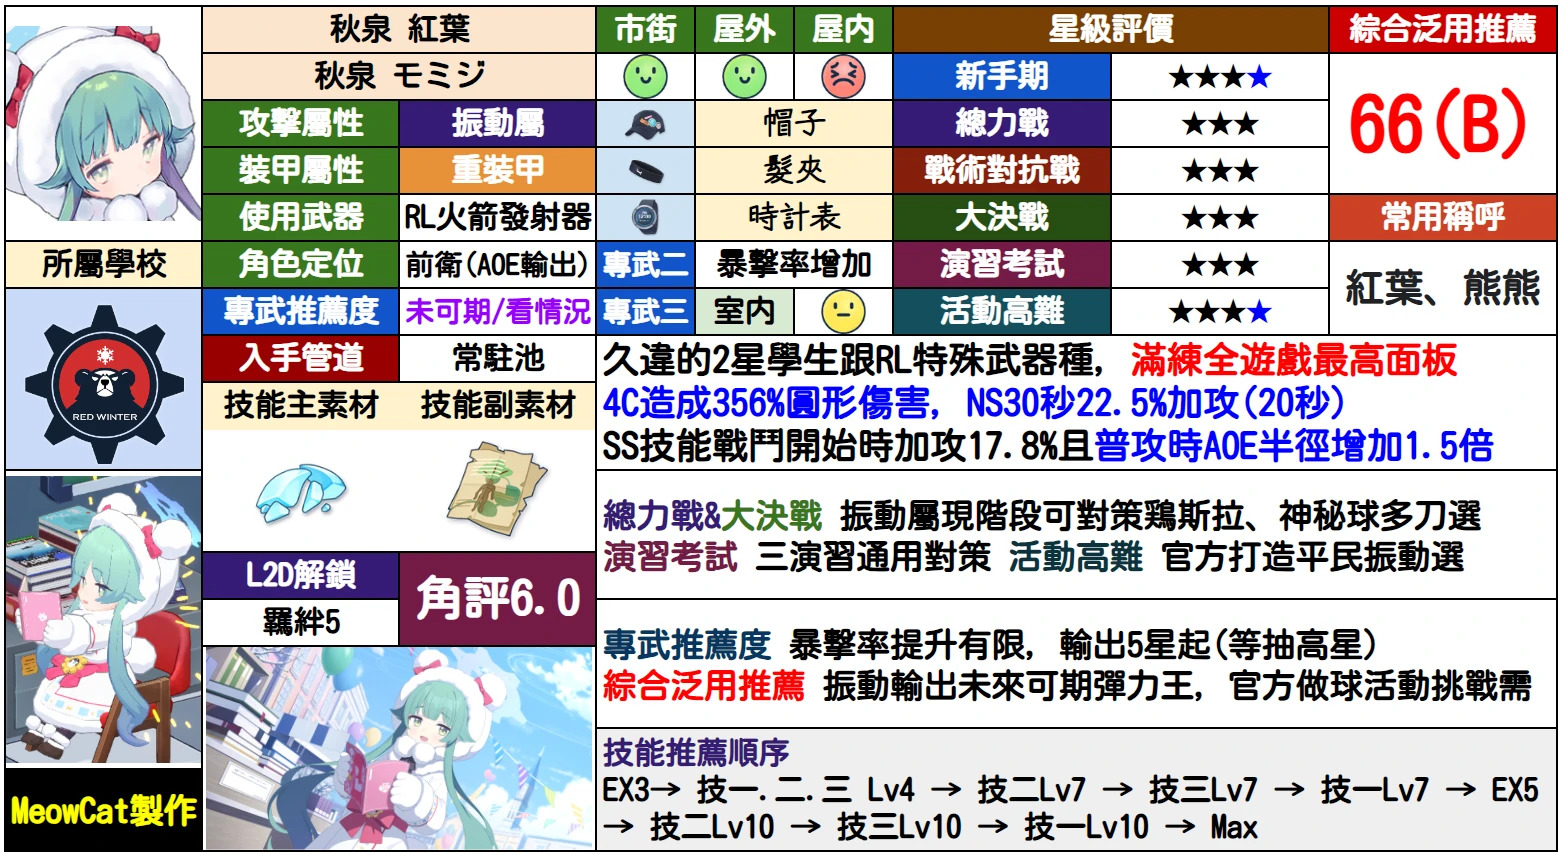 秋泉 紅葉
秋泉 モミジ
市街 屋外 屋内
星級評價
綜合泛用推薦
新手期 ★★★★
66(B)
攻擊屬性 振動屬
帽子
總力戰 ★★★
裝甲屬性 重裝甲
髮夾
戰術對抗戰 ★★★
使用武器 RL火箭發射器
時計表
大決戰 ★★★
常用稱呼
所屬學校
角色定位 前衛(AOE輸出)
專武二 暴擊率增加
演習考試 ★★★
紅葉、熊熊
專武推薦度 未可期/看情況
專武三 室内
活動高難 ★★★★
入手管道 常駐池
技能主素材 技能副素材
RED WINTER
久違的2星學生跟RL特殊武器種, 滿練全遊戲最高面板
4C造成356%圓形傷害, NS30秒22.5%加攻(20秒)
SS技能戰鬥開始時加攻17.8%且普攻時AOE半徑增加1.5倍
總力戰&大決戰 振動屬現階段可對策鶏斯拉、神秘球多刀選
演習考試 三演習通用對策 活動高難 官方打造平民振動選
L2D解鎖
羈絆5
角評6.0
專武推薦度 暴擊率提升有限, 輸出5星起(等抽高星)
綜合泛用推薦 振動輸出未來可期彈力王, 官方做球活動挑戰需
技能推薦順序
EX3→ 技一.二.三 Lv4 → 技二Lv7 → 技三Lv7 → 技一Lv7 → EX5
→ 技二Lv10 → 技三Lv10 → 技一Lv10 → Max
MeowCat製作